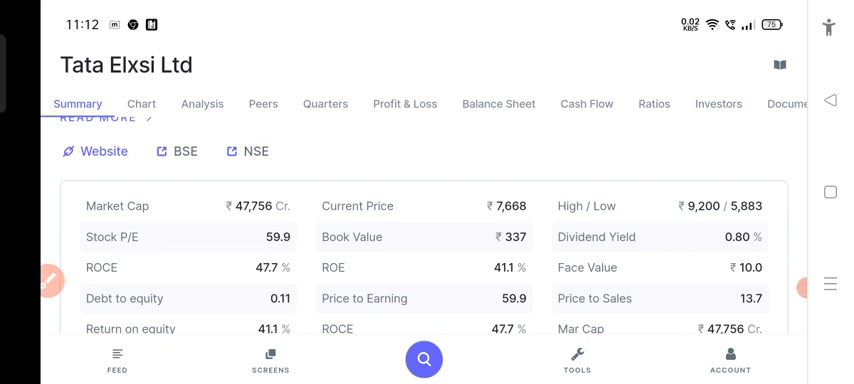 11:12
0.02 KB/S
75
Tata Elxsi Ltd
Summary Chart Analysis Peers Quarters Profit & Loss Balance Sheet Cash Flow Ratios Investors Docume
READ MORE
Website BSE NSE
Market Cap ₹ 47,756 Cr. Current Price ₹ 7,668 High / Low ₹ 9,200 / 5,883
Stock P/E 59.9 Book Value ₹ 337 Dividend Yield 0.80 %
ROCE 47.7 % ROE 41.1 % Face Value ₹ 10.0
Debt to equity 0.11 Price to Earning 59.9 Price to Sales 13.7
Return on equity 41.1 % ROCE 47.7 % Mar Cap ₹ 47,756 Cr.
FEED SCREENS TOOLS ACCOUNT